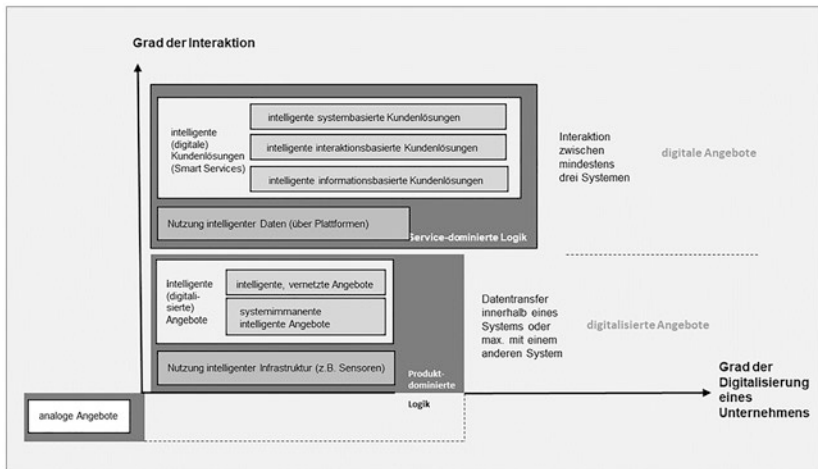 Grad der Interaktion
intelligente systembasierte Kundenlösungen
intelligente
(digitale)
Kundenlösungen
(Smart Services)
intelligente interaktionsbasierte Kundenlösungen
intelligente informationsbasierte Kundenlösungen
Interaktion
zwischen
mindestens
drei Systemen
digitale Angebote
Nutzung intelligenter Daten (über Plattformen)
Service-dominierte Logik
Intelligente
(digitali-
sierte)
Angebote
intelligente, vernetzte Angebote
systemimmanente
intelligente Angebote
Datentransfer
innerhalb eines
Systems oder
max. mit einem
anderen System
digitalisierte Angebote
Nutzung intelligenter Infrastruktur (z.B. Sensoren)
Produkt-
dominierte
Logik
Grad der
Digitalisierung
eines
Unternehmens
analoge Angebote